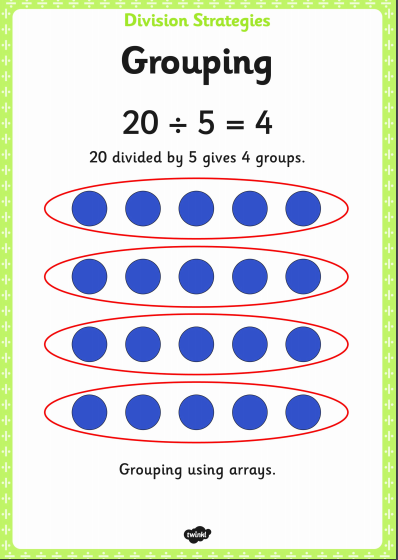 Division Strategies
Grouping
20 ÷ 5 = 4
20 divided by 5 gives 4 groups.
Grouping using arrays.
twinkl